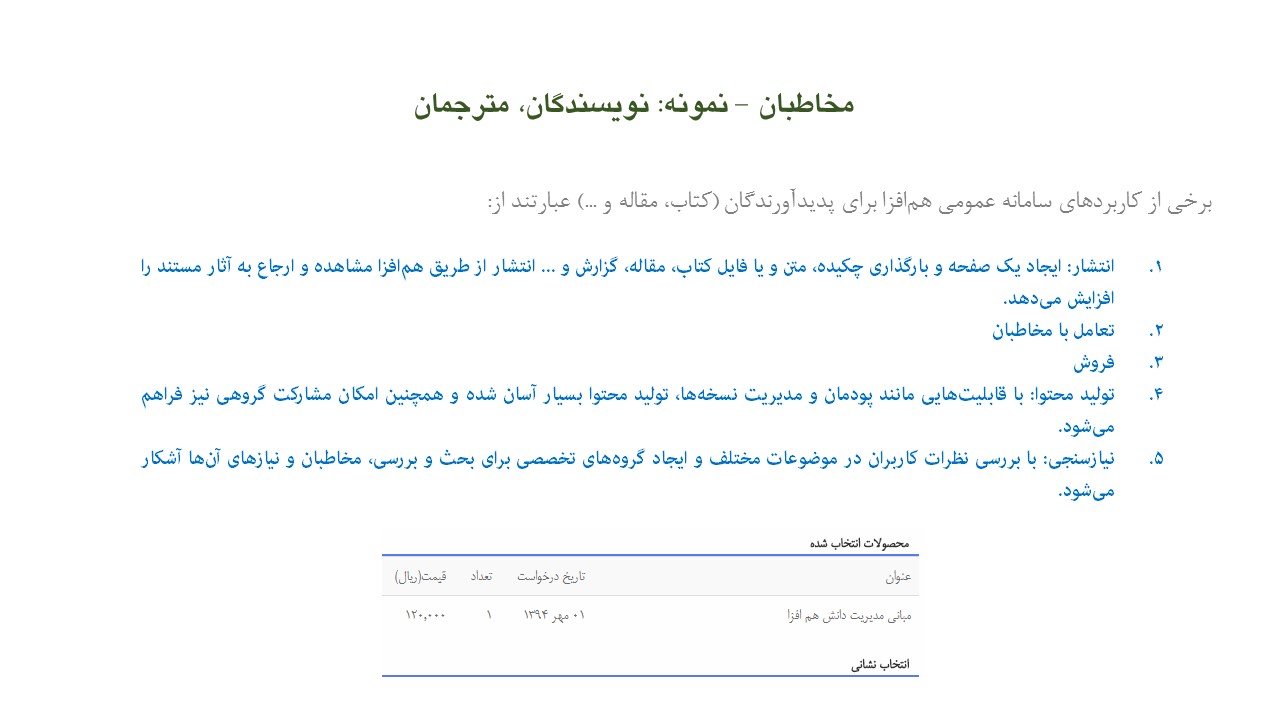 مخاطبان – نمونه: نویسندگان، مترجمان
برخی از کاربردهای سامانه عمومی هم‌افزا برای پدیدآورندگان (کتاب، مقاله و ...) عبارتند از:
۱. انتشار: ایجاد یک صفحه و بارگذاری چکیده، متن و یا فایل کتاب، مقاله، گزارش و ... انتشار از طریق هم‌افزا مشاهده و ارجاع به آثار مستند را
افزایش می‌دهد.
۲. تعامل با مخاطبان
۳. فروش
۴. تولید محتوا: با قابلیت‌هایی مانند پودمان و مدیریت نسخه‌ها، تولید محتوا بسیار آسان شده و همچنین امکان مشارکت گروهی نیز فراهم
می‌شود.
۵. نیازسنجی: با بررسی نظرات کاربران در موضوعات مختلف و ایجاد گروه‌های تخصصی برای بحث و بررسی، مخاطبان و نیازهای آن‌ها آشکار
می‌شود.
محصولات انتخاب شده
عنوان تاریخ درخواست تعداد قیمت(ریال)
مبانی مدیریت دانش هم افزا ۰۱ مهر ۱۳۹۴ ۱ ۱۲۰,۰۰۰
انتخاب نشانی